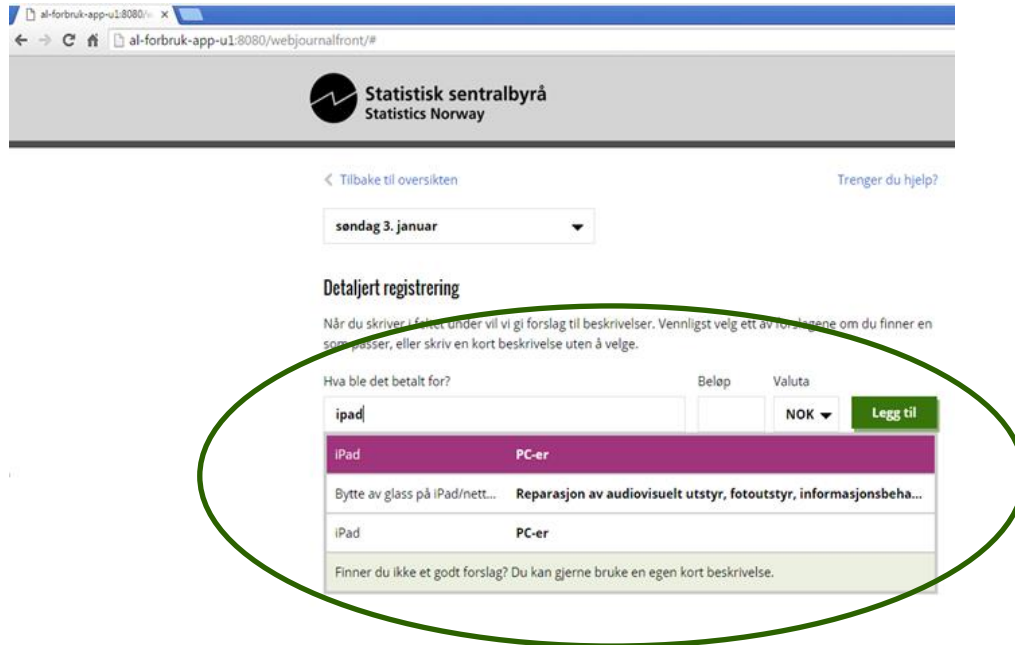 al-forbruk-app-u1:8080/
al-forbruk-app-u1:8080/webjournalfront/#
Statistisk sentralbyrå
Statistics Norway
Tilbake til oversikten
Trenger du hjelp?
søndag 3. januar
Detaljert registrering
Når du skriver i feltet under vil vi gi forslag til beskrivelser. Vennligst velg ett av forslagene om du finner en
som passer, eller skriv en kort beskrivelse uten å velge.
Hva ble det betalt for? Beløp Valuta
ipad NOK Legg til
iPad PC-er
Bytte av glass på iPad/nett... Reparasjon av audiovisuelt utstyr, fotoutstyr, informasjonsbeha...
iPad PC-er
Finner du ikke et godt forslag? Du kan gjerne bruke en egen kort beskrivelse.